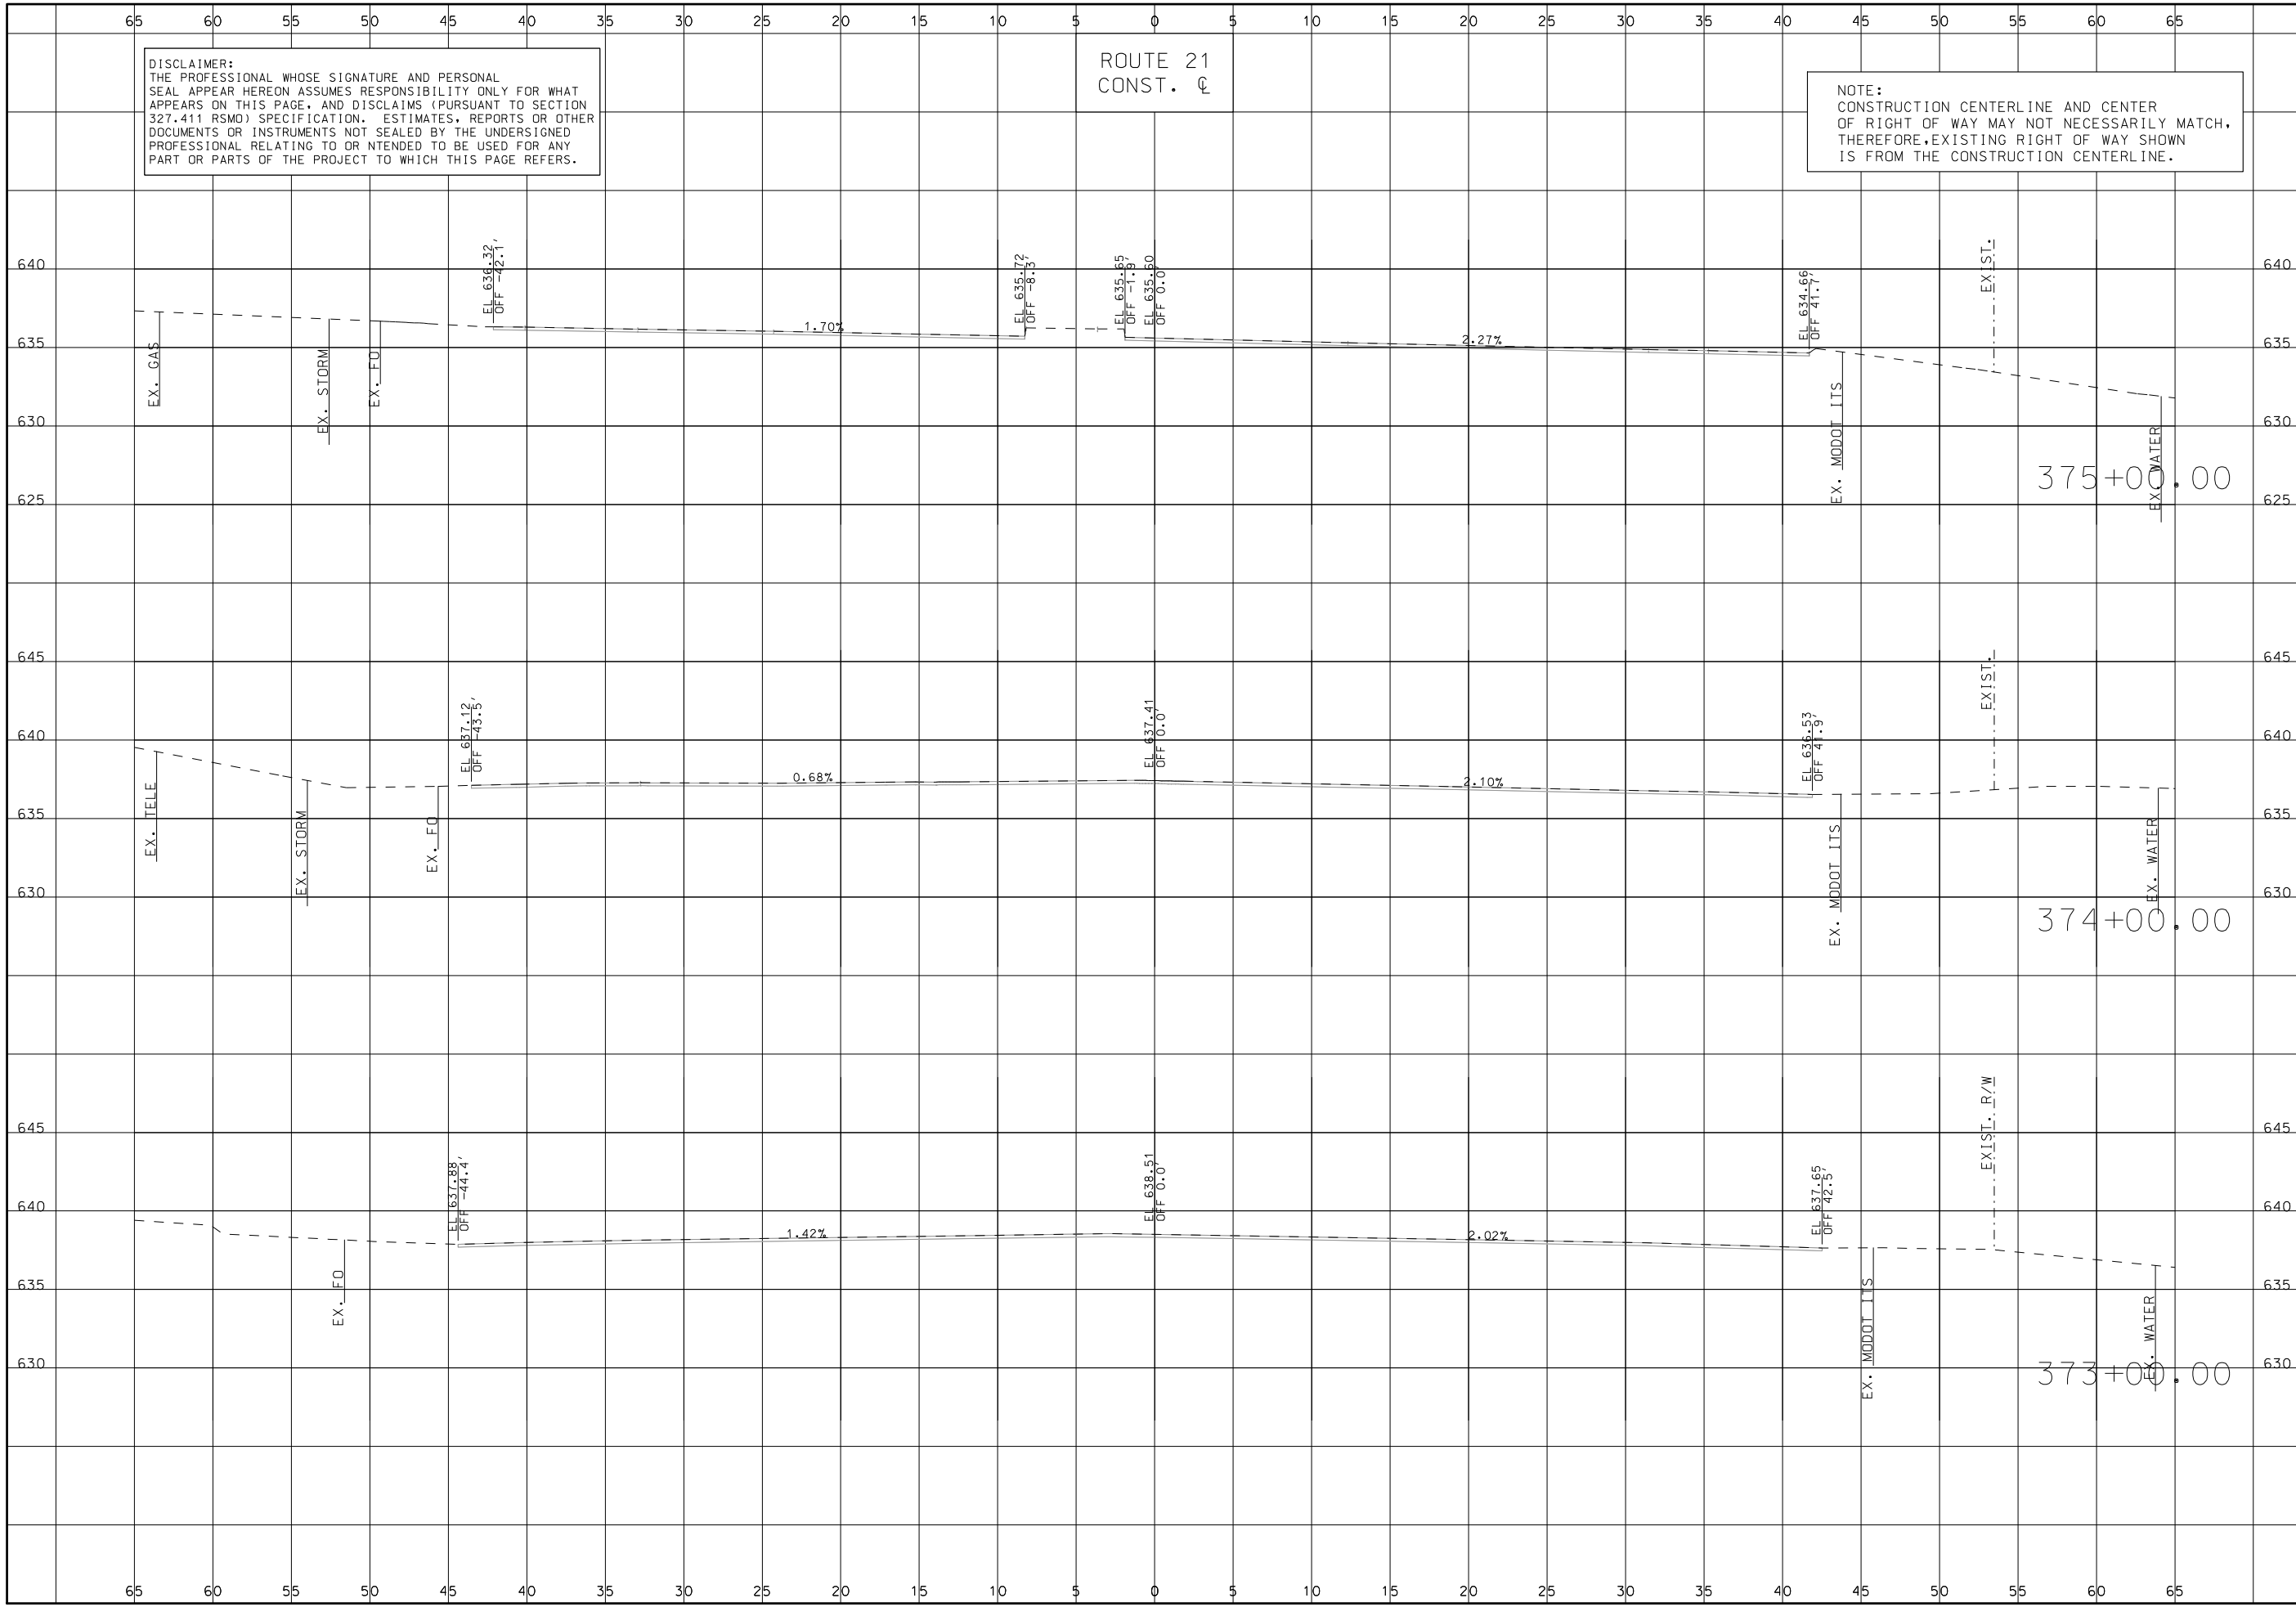 65 60 55 50 45 40 35 30 25 20 15 10 5 0 5 10 15 20 25 30 35 40 45 50 55 60 65
DISCLAIMER:
THE PROFESSIONAL WHOSE SIGNATURE AND PERSONAL
SEAL APPEAR HEREON ASSUMES RESPONSIBILITY ONLY FOR WHAT
APPEARS ON THIS PAGE, AND DISCLAIMS (PURSUANT TO SECTION
327.411 RSMO) SPECIFICATION. ESTIMATES, REPORTS OR OTHER
DOCUMENTS OR INSTRUMENTS NOT SEALED BY THE UNDERSIGNED
PROFESSIONAL RELATING TO OR NTENDED TO BE USED FOR ANY
PART OR PARTS OF THE PROJECT TO WHICH THIS PAGE REFERS.
ROUTE 21
CONST. ℄
NOTE:
CONSTRUCTION CENTERLINE AND CENTER
OF RIGHT OF WAY MAY NOT NECESSARILY MATCH,
THEREFORE,EXISTING RIGHT OF WAY SHOWN
IS FROM THE CONSTRUCTION CENTERLINE.
EL 636.32
OFF -42.1'
EL 635.72
OFF -8.3'
EL 635.65
OFF -1.9'
EL 635.60
OFF 0.0'
EL 634.66
OFF 41.7'
EXIST.
640 640
1.70%
2.27%
635 635
EX. GAS
EX. STORM
EX. FO
EX. MODOT ITS
EX. WATER
630 630
375+00.00
625 625
645 645
EL 637.12
OFF -43.5'
EL 637.41
OFF 0.0'
EL 636.53
OFF 41.9'
EXIST.
640 640
0.68%
2.10%
635 635
EX. TELE
EX. STORM
EX. FO
EX. MODOT ITS
EX. WATER
630 630
374+00.00
EXIST. R/W
645 645
EL 637.88
OFF -44.4'
EL 638.51
OFF 0.0'
EL 637.65
OFF 42.5'
640 640
1.42%
2.02%
635 635
EX. FO
EX. MODOT ITS
EX. WATER
630 630
373+00.00
65 60 55 50 45 40 35 30 25 20 15 10 5 0 5 10 15 20 25 30 35 40 45 50 55 60 65